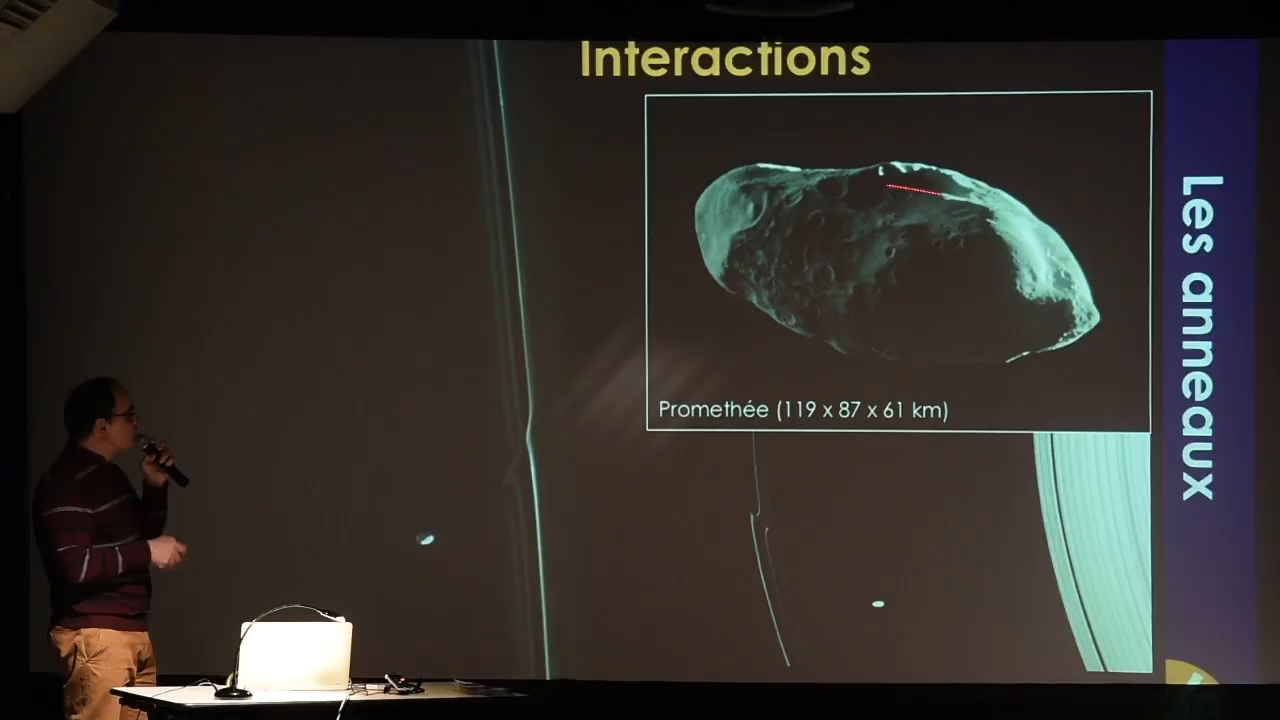 Interactions
Promethée (119 x 87 x 61 km)
Les anneaux